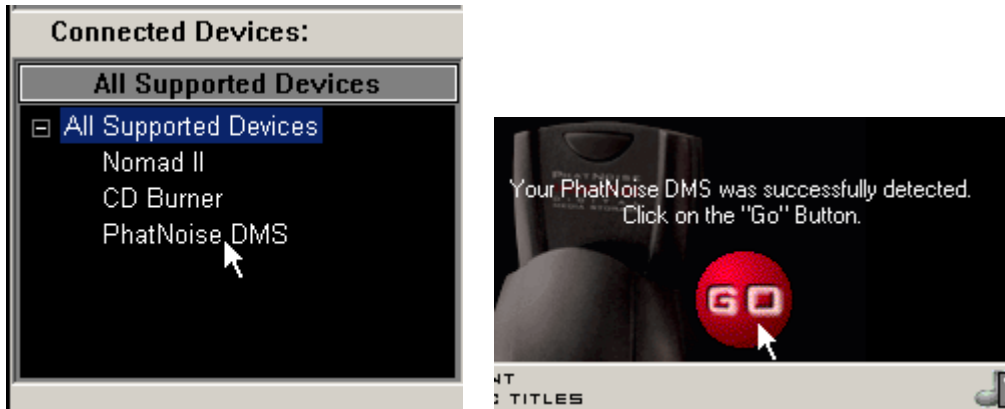 Connected Devices:
All Supported Devices
All Supported Devices
Nomad II
CD Burner
PhatNoise DMS
PHATNOISE
Your PhatNoise DMS was successfully detected.
Click on the "Go" Button.
GO
TITLES